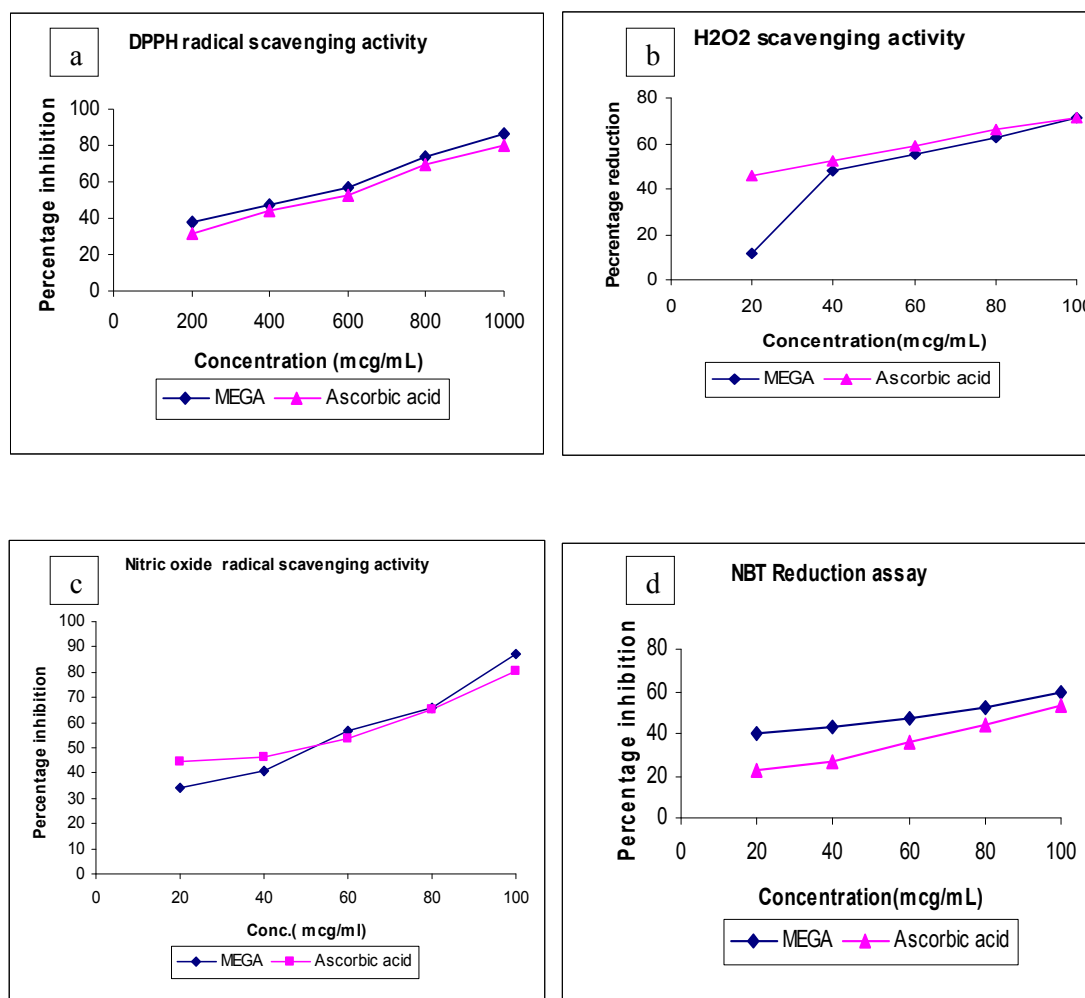 a
DPPH radical scavenging activity
100
80
60
40
20
0
Percentage inhibition
0 200 400 600 800 1000
Concentration (mcg/mL)
MEGA Ascorbic acid
b
H2O2 scavenging activity
80
60
40
20
0
Pecrentage reduction
0 20 40 60 80 100
Concentration(mcg/mL)
MEGA Ascorbic acid
c
Nitric oxide radical scavenging activity
100
90
80
70
60
50
40
30
20
10
0
Percentage inhibition
0 20 40 60 80 100
Conc.( mcg/ml)
MEGA Ascorbic acid
d
NBT Reduction assay
80
60
40
20
0
Percentage inhibition
0 20 40 60 80 100
Concentration(mcg/mL)
MEGA Ascorbic acid